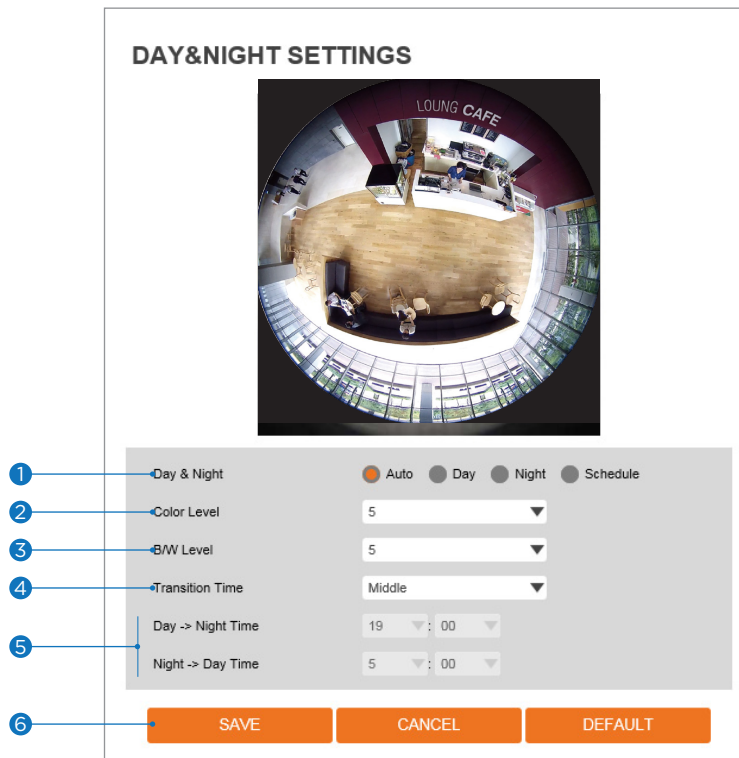 DAY&NIGHT SETTINGS
LOUNG CAFE
1 Day & Night Auto Day Night Schedule
2 Color Level 5
3 B/W Level 5
4 Transition Time Middle
Day -> Night Time 19 : 00
5
Night -> Day Time 5 : 00
6 SAVE CANCEL DEFAULT